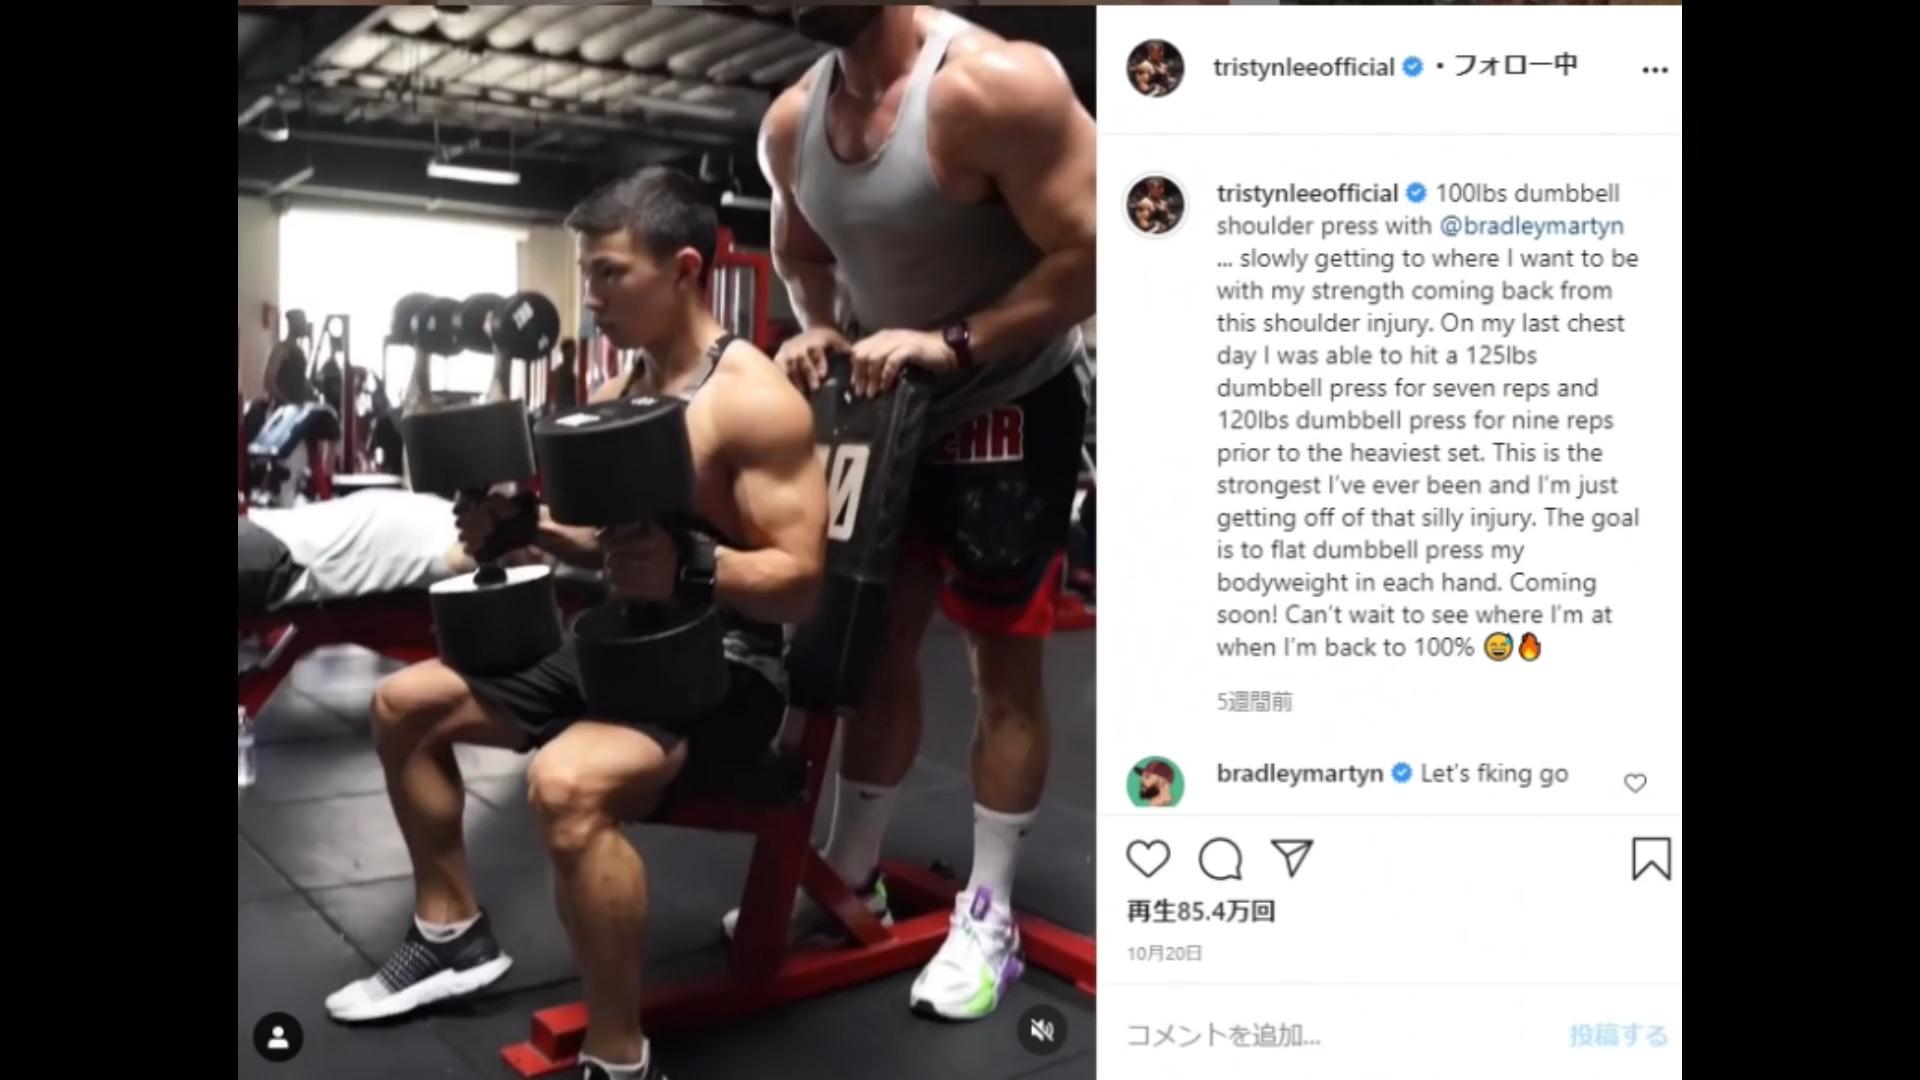 tristynleeofficial • フォロー中
tristynleeofficial 100lbs dumbbell
shoulder press with @bradleymartyn
... slowly getting to where I want to be
with my strength coming back from
this shoulder injury. On my last chest
day I was able to hit a 125lbs
dumbbell press for seven reps and
120lbs dumbbell press for nine reps
prior to the heaviest set. This is the
strongest I’ve ever been and I’m just
getting off of that silly injury. The goal
is to flat dumbbell press my
bodyweight in each hand. Coming
soon! Can’t wait to see where I’m at
when I’m back to 100% 😅🔥
5週間前
bradleymartyn Let’s fking go
再生85.4万回
10月20日
コメントを追加...
投稿する